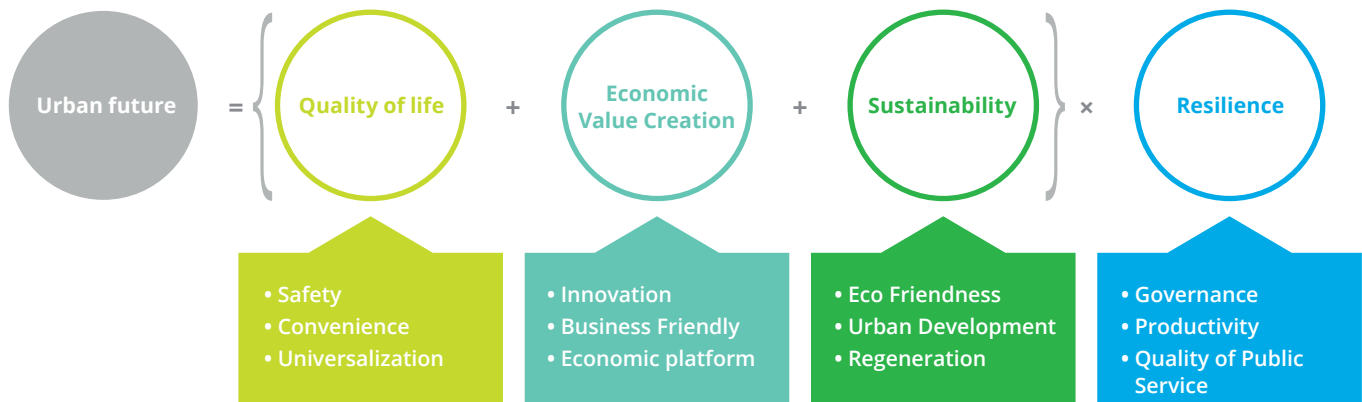 Urban future = { Quality of life + Economic
Value Creation + Sustainability } × Resilience
• Safety
• Convenience
• Universalization
• Innovation
• Business Friendly
• Economic platform
• Eco Friendness
• Urban Development
• Regeneration
• Governance
• Productivity
• Quality of Public
Service